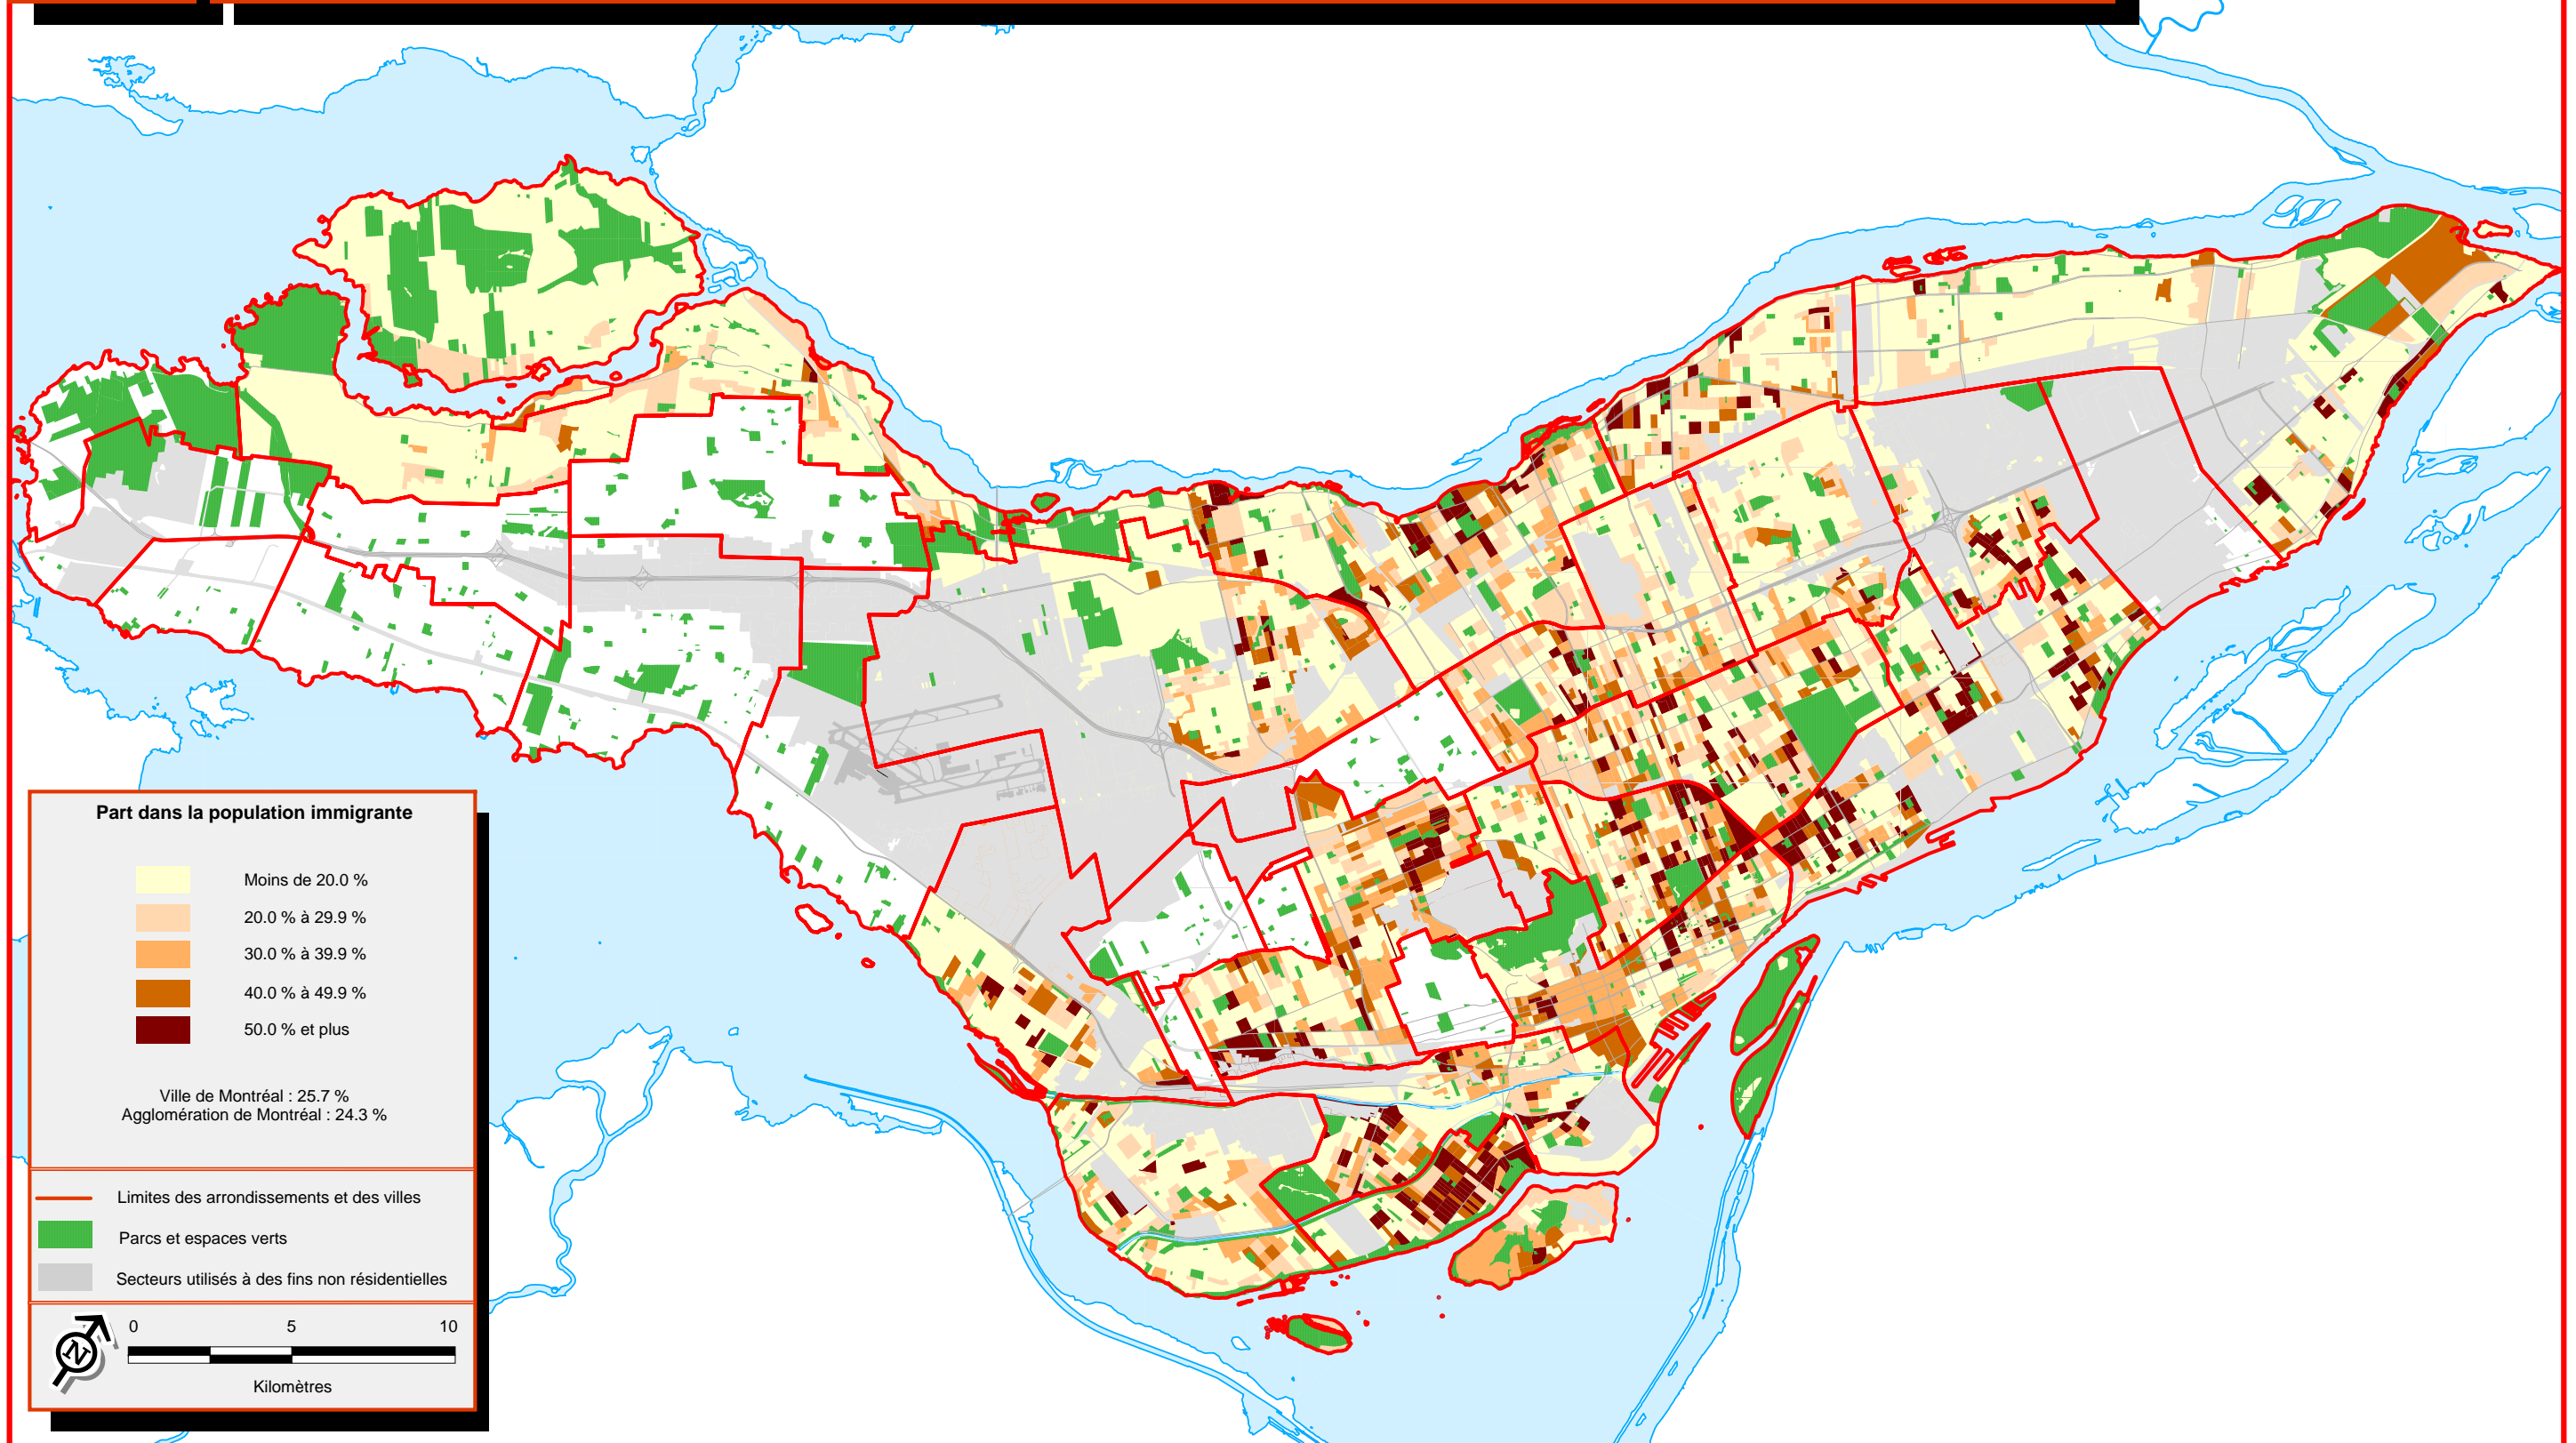 Part dans la population immigrante
Moins de 20.0 %
20.0 % à 29.9 %
30.0 % à 39.9 %
40.0 % à 49.9 %
50.0 % et plus
Ville de Montréal : 25.7 %
Agglomération de Montréal : 24.3 %
Limites des arrondissements et des villes
Parcs et espaces verts
Secteurs utilisés à des fins non résidentielles
N
0 5 10
Kilomètres